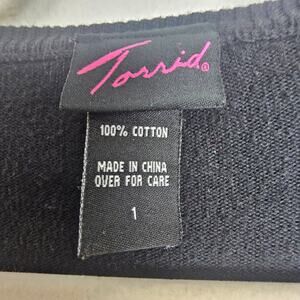 Torrid®
100% COTTON
MADE IN CHINA
OVER FOR CARE
1